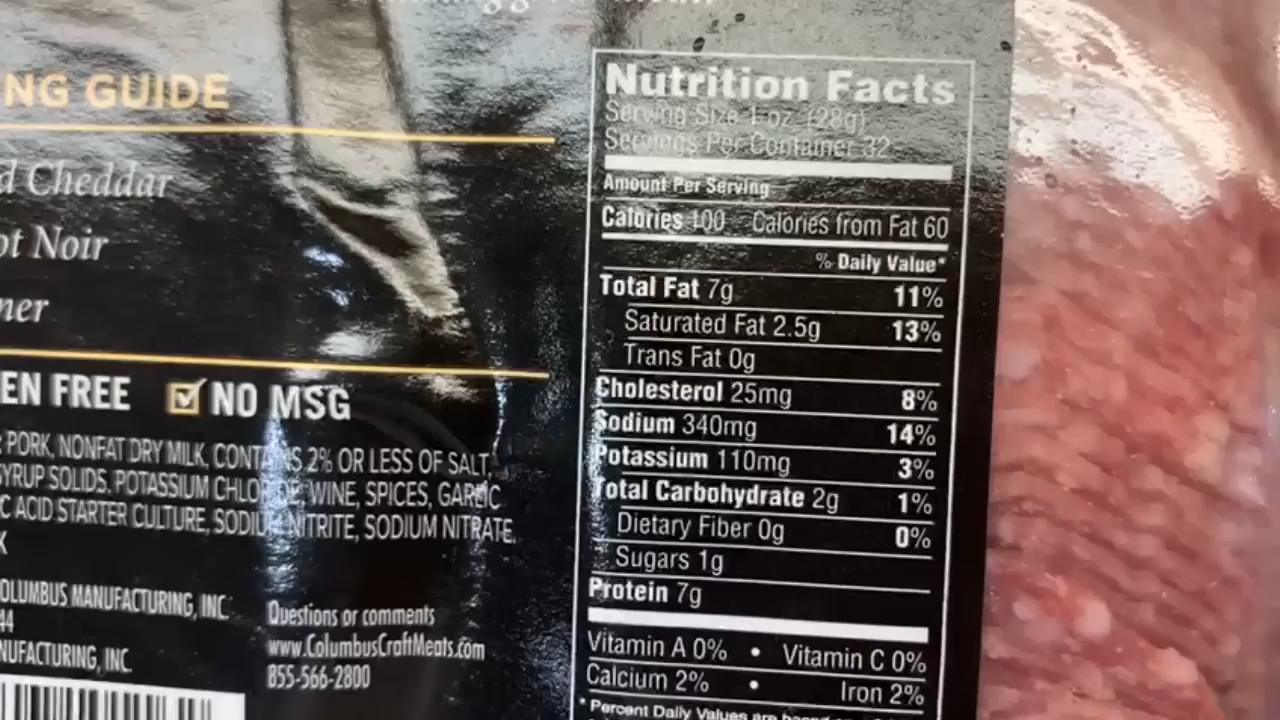 NG GUIDE
d Cheddar
ot Noir
ner
EN FREE NO MSG
: PORK, NONFAT DRY MILK, CONTAINS 2% OR LESS OF SALT,
SYRUP SOLIDS, POTASSIUM CHLORIDE, WINE, SPICES, GARLIC
C ACID STARTER CULTURE, SODIUM NITRITE, SODIUM NITRATE.
K
OLUMBUS MANUFACTURING, INC.
44
NUFACTURING, INC.
Questions or comments
www.ColumbusCraftMeats.com
855-566-2800
Nutrition Facts
Serving Size 1 oz. (28g)
Servings Per Container 32
Amount Per Serving
Calories 100 Calories from Fat 60
% Daily Value*
Total Fat 7g 11%
Saturated Fat 2.5g 13%
Trans Fat 0g
Cholesterol 25mg 8%
Sodium 340mg 14%
Potassium 110mg 3%
Total Carbohydrate 2g 1%
Dietary Fiber 0g 0%
Sugars 1g
Protein 7g
Vitamin A 0% • Vitamin C 0%
Calcium 2% • Iron 2%
* Percent Daily Values are based